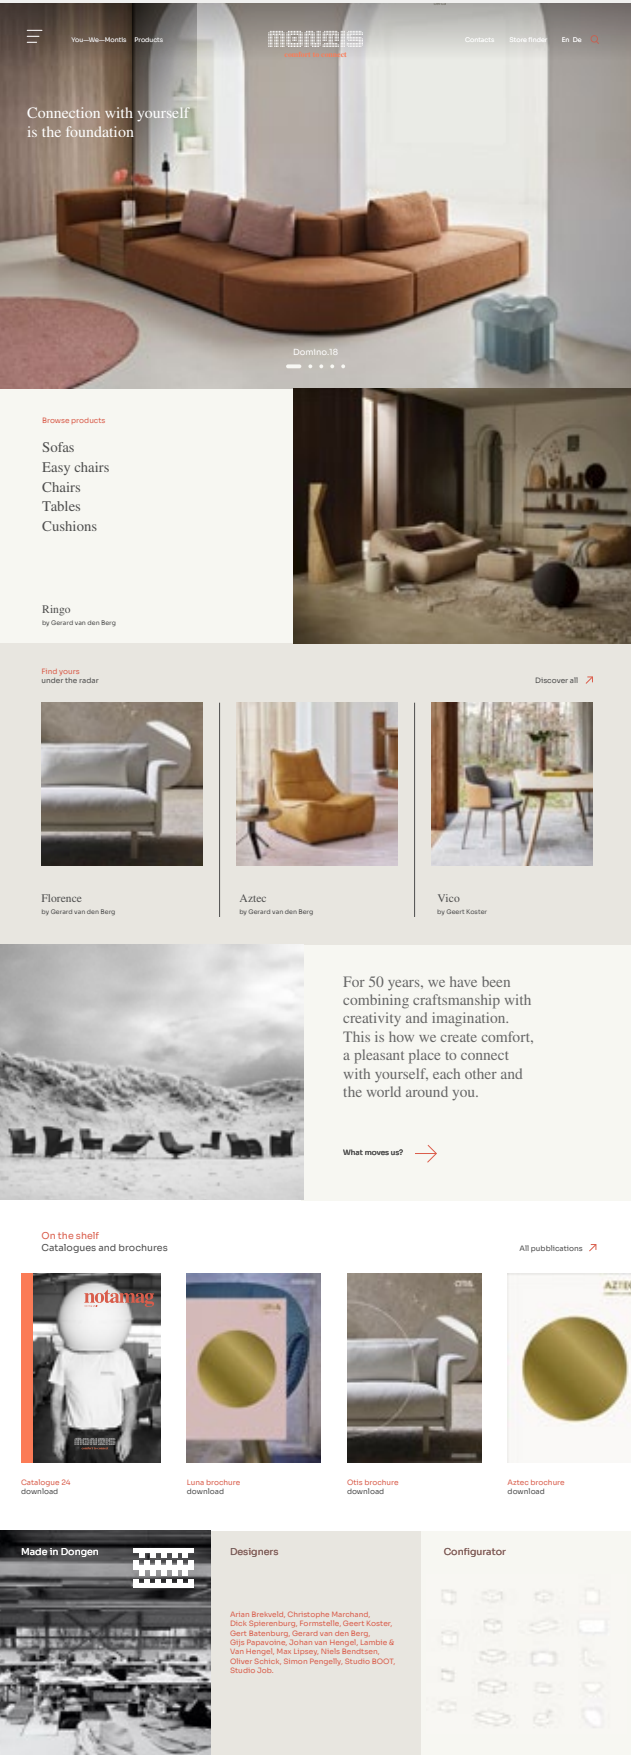 You—We—Montis Products
MONTIS
Contacts Store finder En De
Connection with yourself
is the foundation
Domino.18
Browse products
Sofas
Easy chairs
Chairs
Tables
Cushions
Ringo
by Gerard van den Berg
Find yours
under the radar
Discover all
Florence
by Gerard van den Berg
Aztec
by Gerard van den Berg
Vico
by Geert Koster
For 50 years, we have been
combining craftsmanship with
creativity and imagination.
This is how we create comfort,
a pleasant place to connect
with yourself, each other and
the world around you.
What moves us?
On the shelf
Catalogues and brochures
All pubblications
notamag
MONTIS
OTIS
AZTEC
Catalogue 24
download
Luna brochure
download
Otis brochure
download
Aztec brochure
download
Made in Dongen
Designers
Arian Brekveld, Christophe Marchand,
Dick Spierenburg, Formstelle, Geert Koster,
Gert Batenburg, Gerard van den Berg,
Gijs Papavoine, Johan van Hengel, Lambie &
Van Hengel, Max Lipsey, Niels Bendtsen,
Oliver Schick, Simon Pengelly, Studio BOOT,
Studio Job.
Configurator